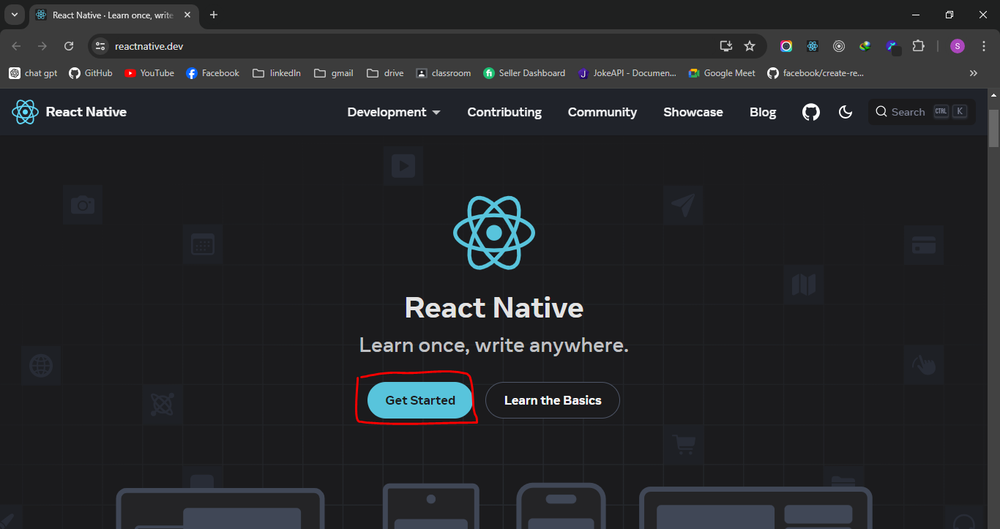 React Native · Learn once, write
reactnative.dev
S
chat gpt GitHub YouTube Facebook linkedIn gmail drive classroom Seller Dashboard JokeAPI - Documen... Google Meet facebook/create-re...
React Native Development Contributing Community Showcase Blog Search CTRL K
React Native
Learn once, write anywhere.
Get Started Learn the Basics